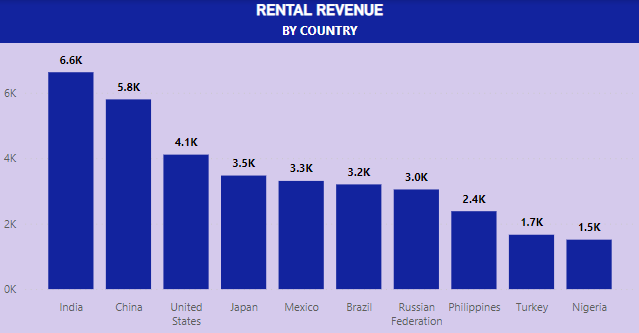 RENTAL REVENUE
BY COUNTRY
6.6K
5.8K
4.1K
3.5K
3.3K
3.2K
3.0K
2.4K
1.7K
1.5K
6K
4K
2K
0K
India
China
United
States
Japan
Mexico
Brazil
Russian
Federation
Philippines
Turkey
Nigeria